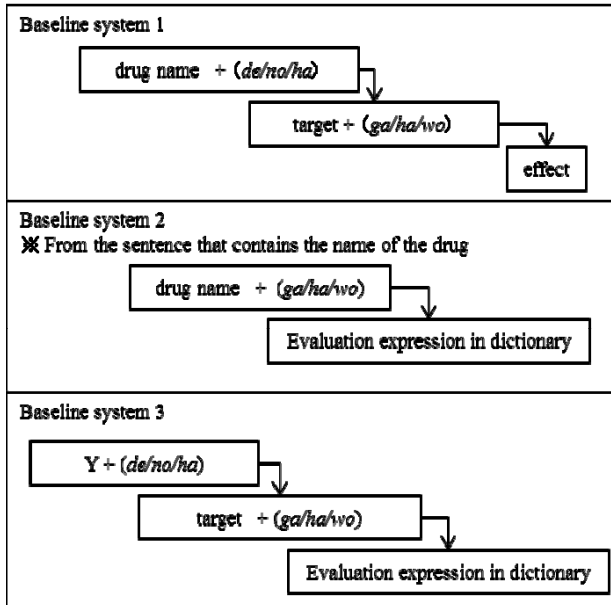 Baseline system 1
drug name + (de/no/ha)
target + (ga/ha/wo)
effect
Baseline system 2
※ From the sentence that contains the name of the drug
drug name + (ga/ha/wo)
Evaluation expression in dictionary
Baseline system 3
Y + (de/no/ha)
target + (ga/ha/wo)
Evaluation expression in dictionary